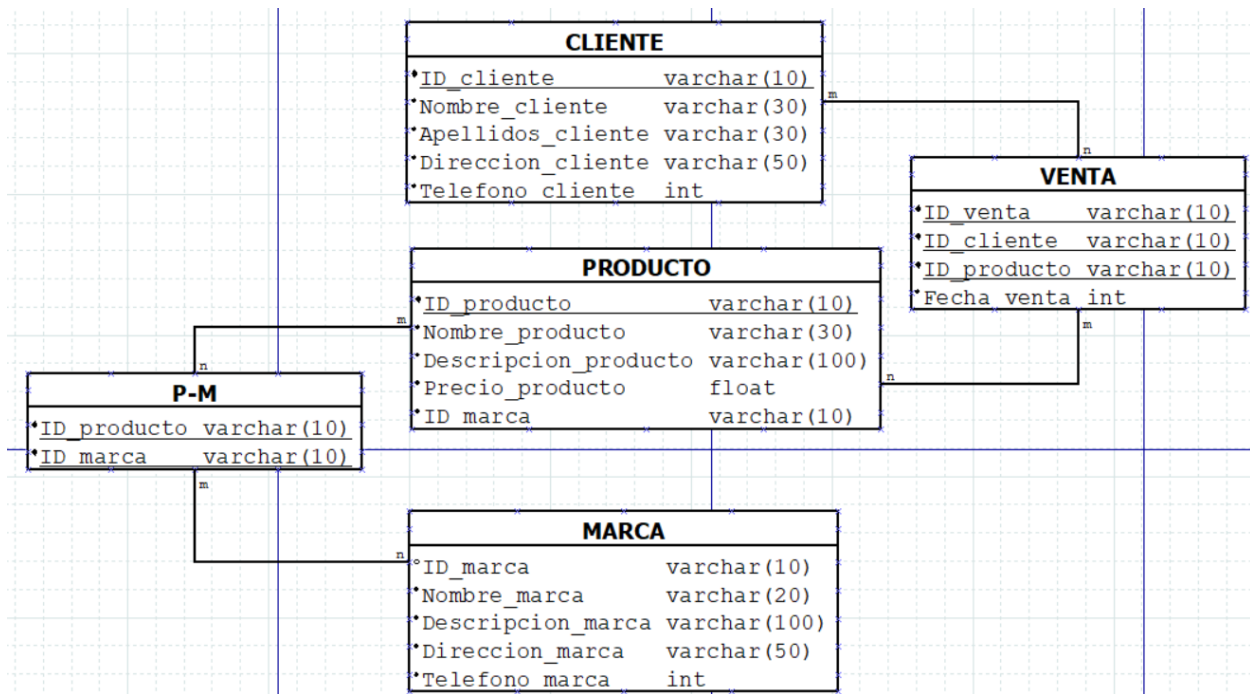 CLIENTE
ID_cliente varchar(10)
Nombre_cliente varchar(30)
Apellidos_cliente varchar(30)
Direccion_cliente varchar(50)
Telefono_cliente int
m
n
VENTA
ID_venta varchar(10)
ID_cliente varchar(10)
ID_producto varchar(10)
Fecha_venta int
m
n
PRODUCTO
ID_producto varchar(10)
Nombre_producto varchar(30)
Descripcion_producto varchar(100)
Precio_producto float
ID_marca varchar(10)
m
n
P-M
ID_producto varchar(10)
ID_marca varchar(10)
m
n
MARCA
ID_marca varchar(10)
Nombre_marca varchar(20)
Descripcion_marca varchar(100)
Direccion_marca varchar(50)
Telefono_marca int